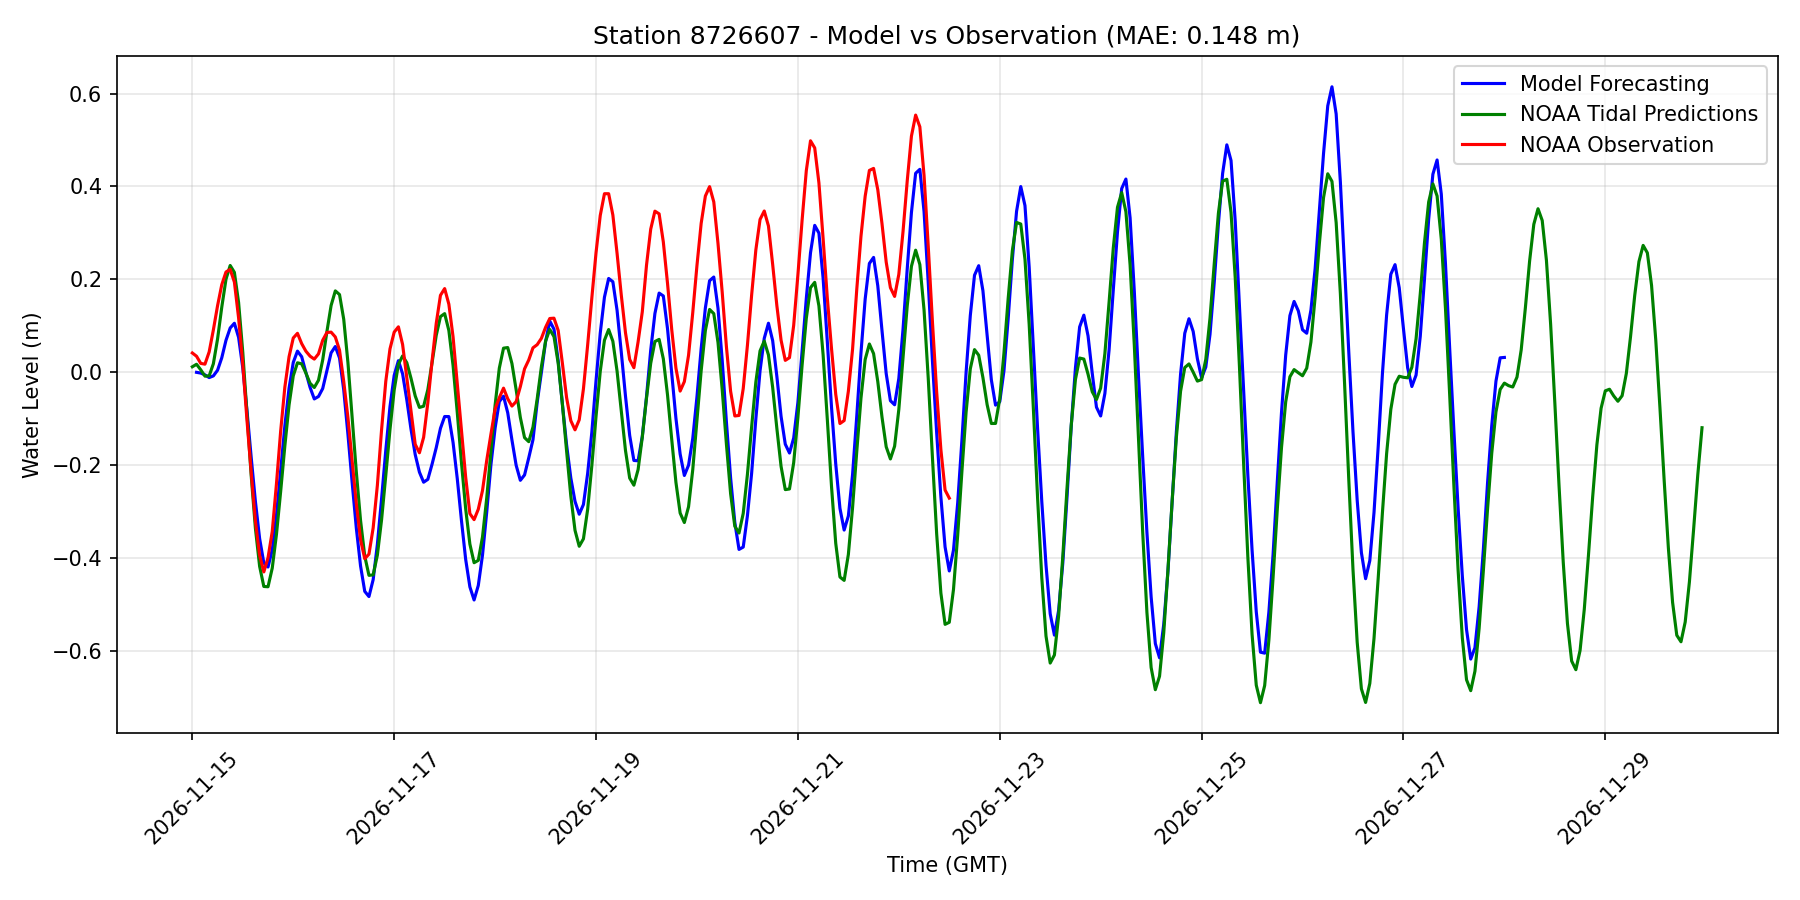 Station 8726607 - Model vs Observation (MAE: 0.148 m)
Model Forecasting
NOAA Tidal Predictions
NOAA Observation
Water Level (m)
0.6
0.4
0.2
0.0
−0.2
−0.4
−0.6
2026-11-15
2026-11-17
2026-11-19
2026-11-21
2026-11-23
2026-11-25
2026-11-27
2026-11-29
Time (GMT)